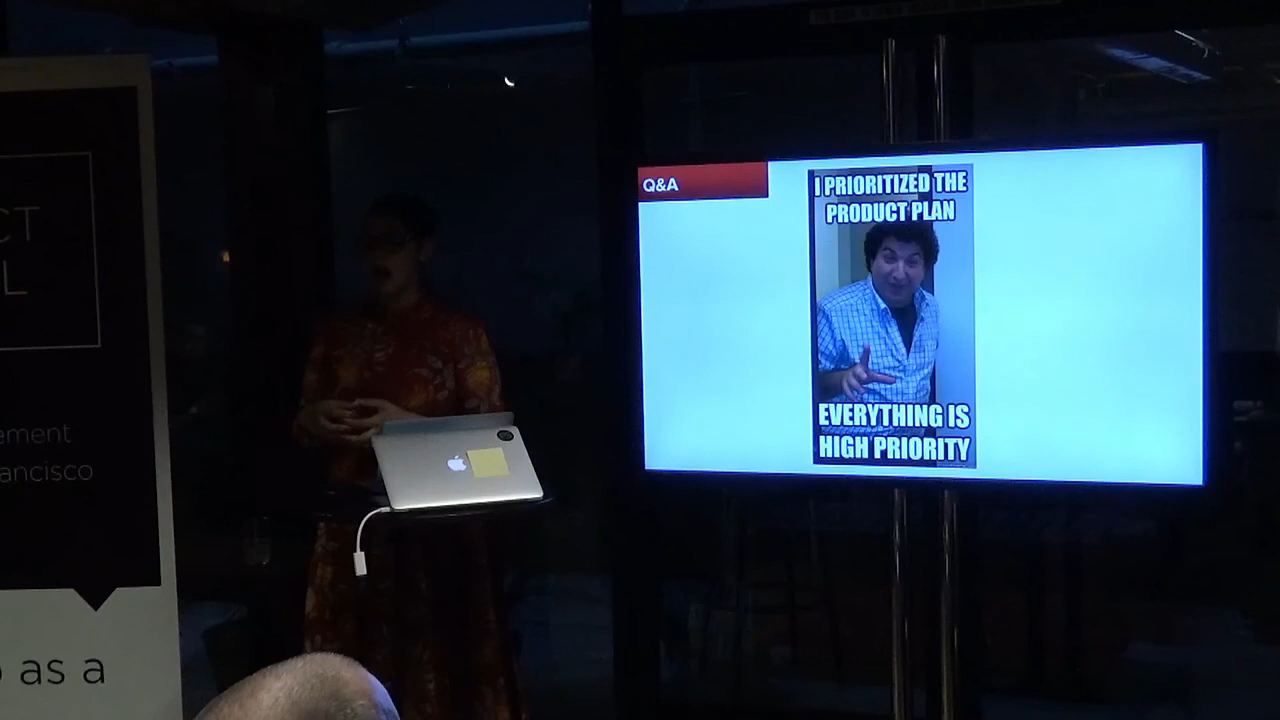 CT
L
ement
ancisco
as a
Q&A
I PRIORITIZED THE
PRODUCT PLAN
EVERYTHING IS
HIGH PRIORITY